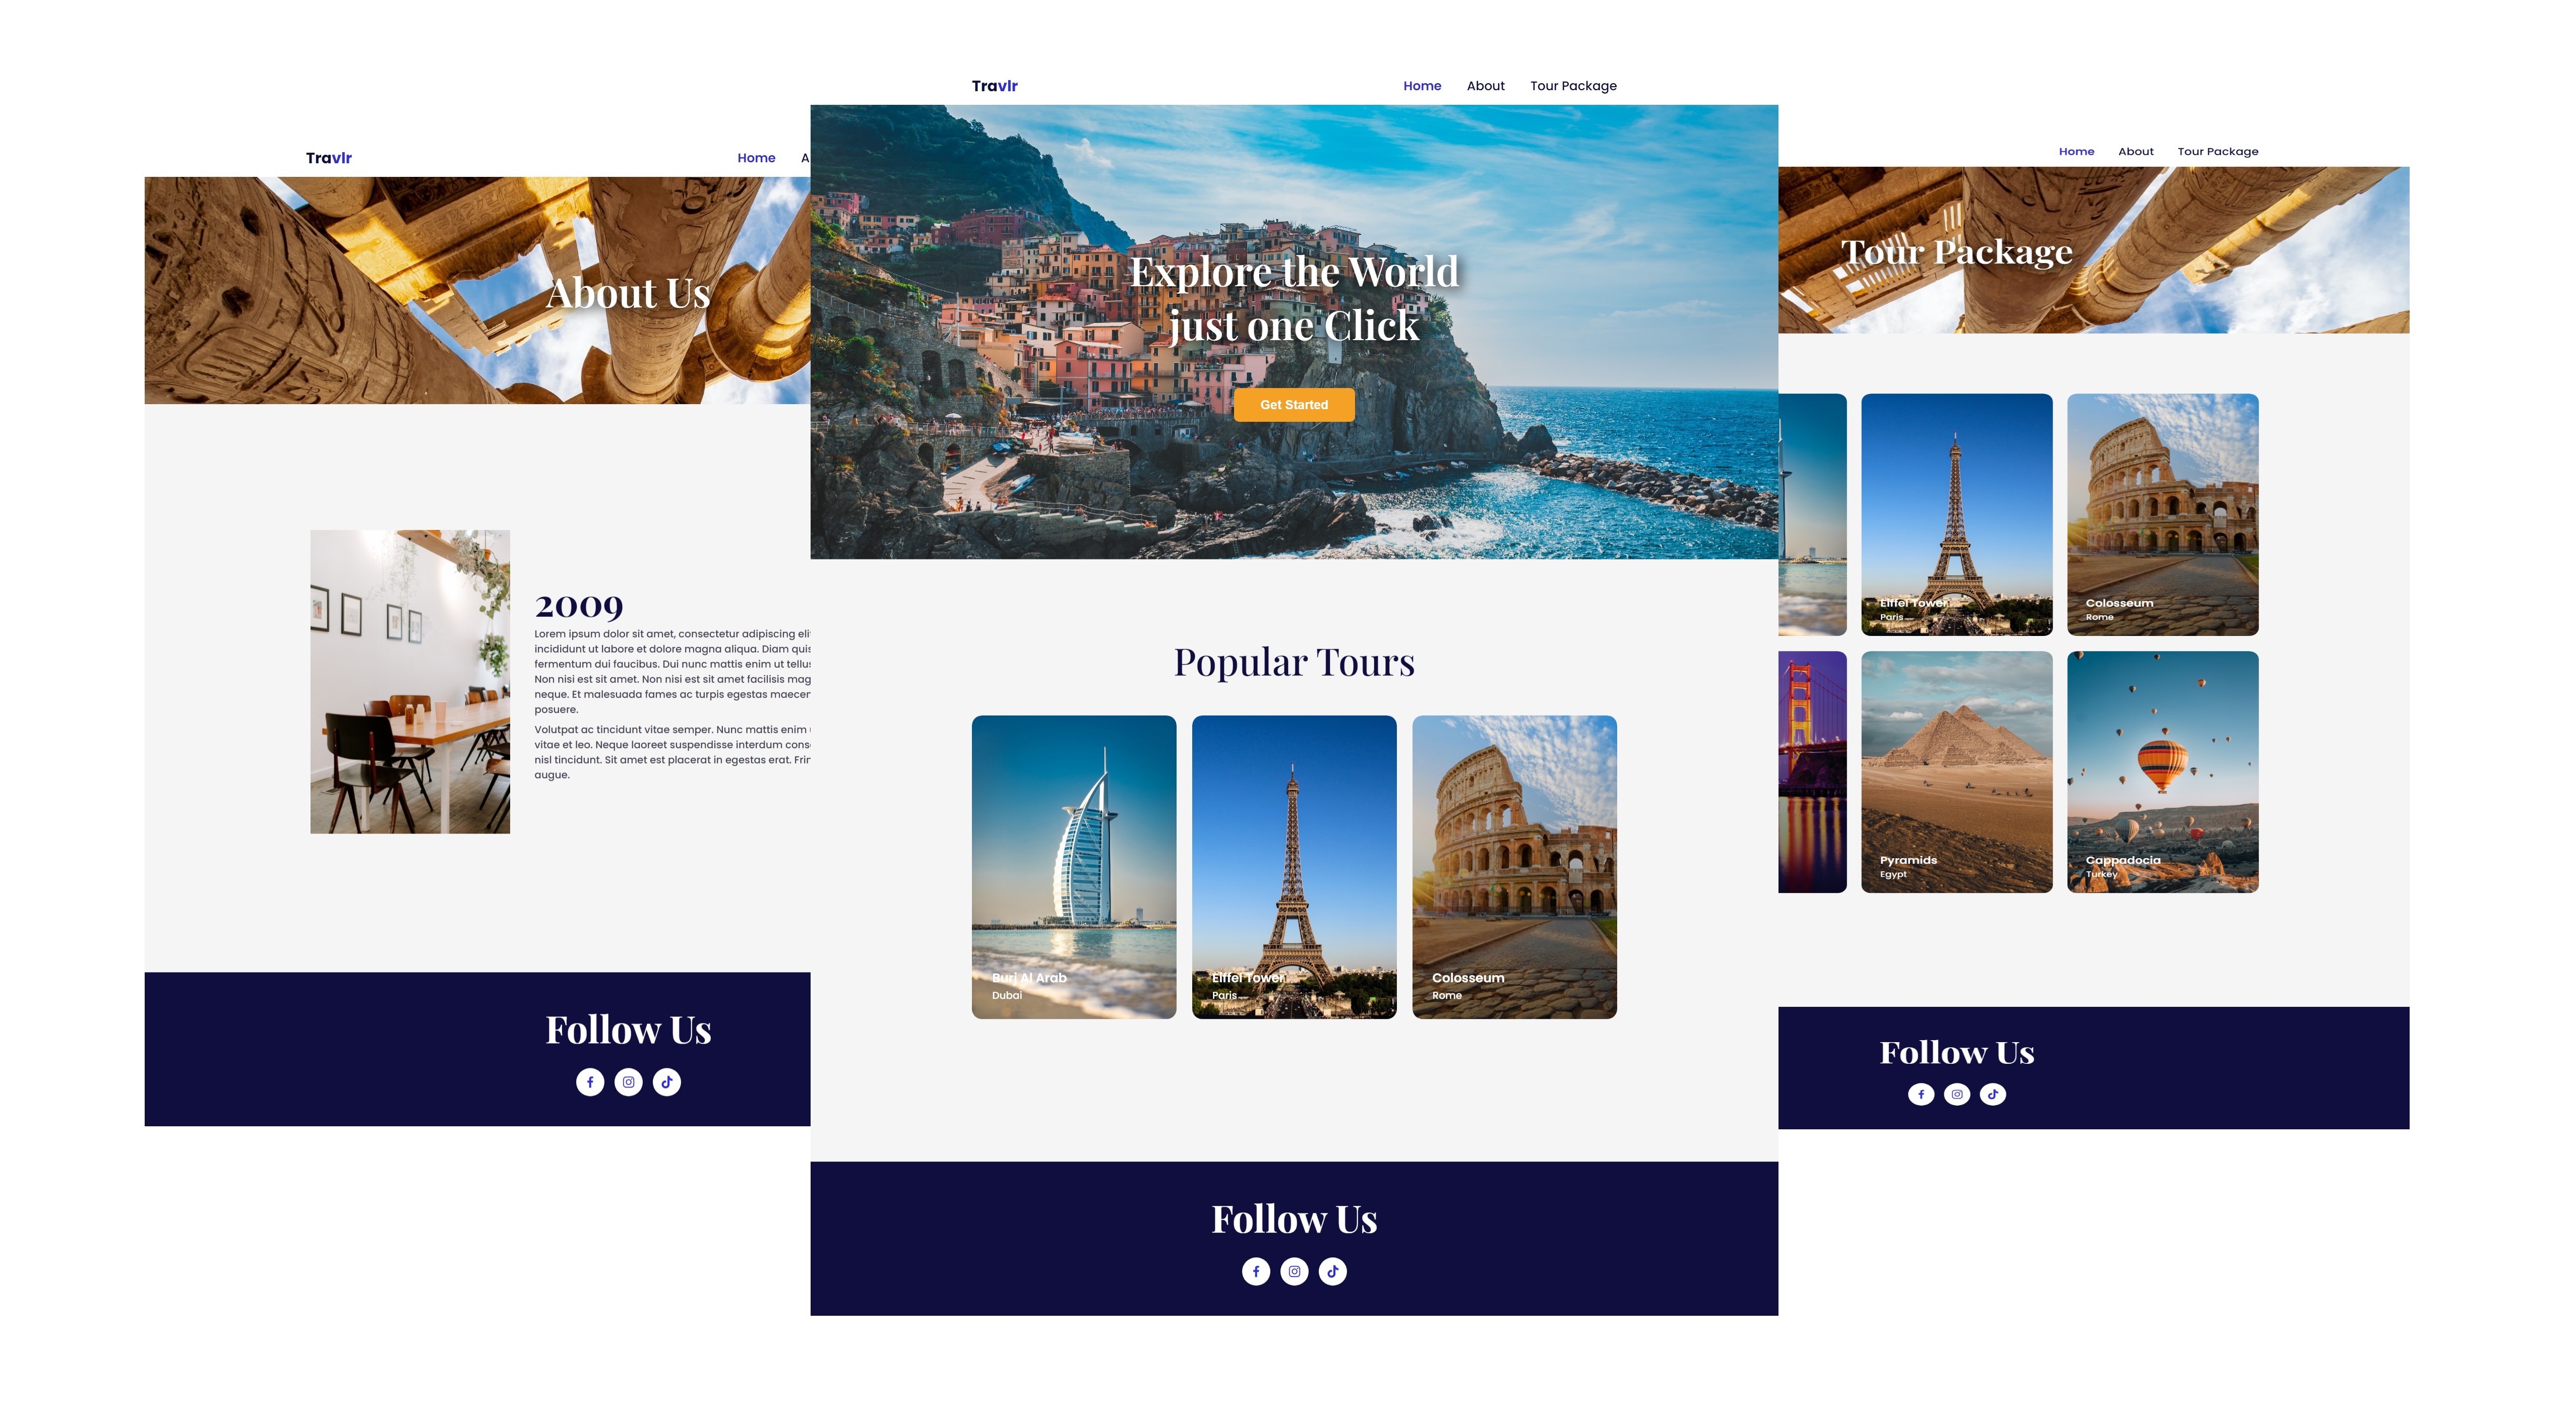 Travlr
Home
About Us
2009
Lorem ipsum dolor sit amet, consectetur adipiscing
incididunt ut labore et dolore magna aliqua. Diam quis
fermentum dui faucibus. Dui nunc mattis enim ut tellus
Non nisi est sit amet. Non nisi est sit amet facilisis
neque. Et malesuada fames ac turpis egestas
posuere.
Volutpat ac tincidunt vitae semper. Nunc mattis enim
vitae et leo. Neque laoreet suspendisse interdum
nisl tincidunt. Sit amet est placerat in egestas erat.
augue.
Follow Us
Travlr
Home About Tour Package
Explore the World
just one Click
Get Started
Popular Tours
Burj Al Arab
Dubai
Eiffel Tower
Paris
Colosseum
Rome
Follow Us
Home About Tour Package
Tour Package
Eiffel Tower
Paris
Colosseum
Rome
Pyramids
Egypt
Cappadocia
Turkey
Follow Us